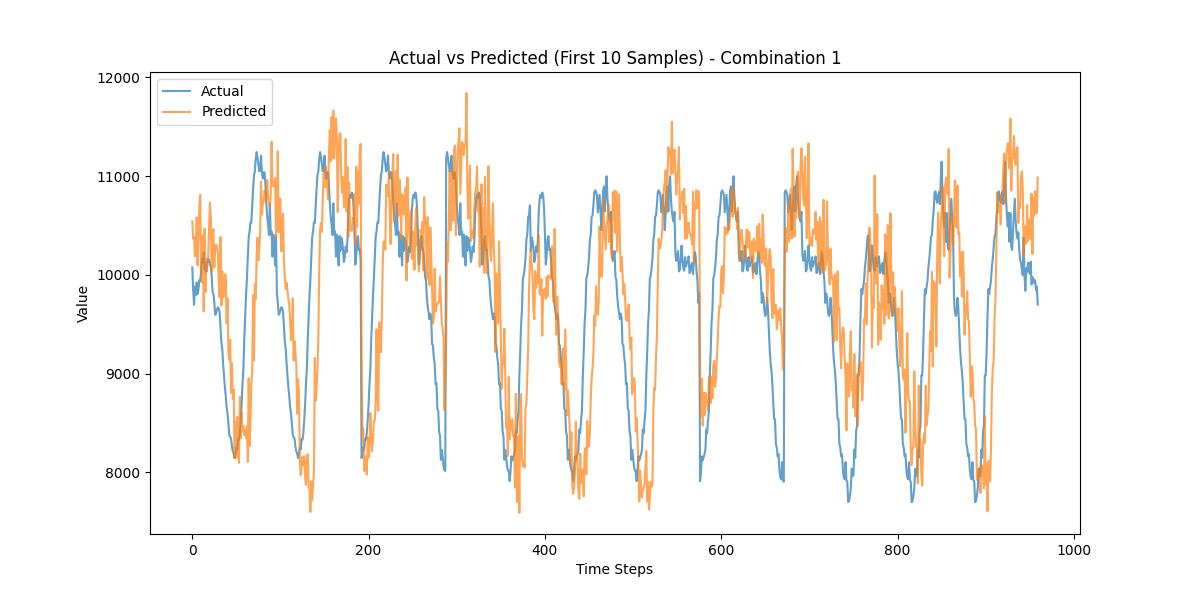 Actual vs Predicted (First 10 Samples) - Combination 1
12000
11000
10000
9000
8000
Value
Actual
Predicted
0
200
400
600
800
1000
Time Steps